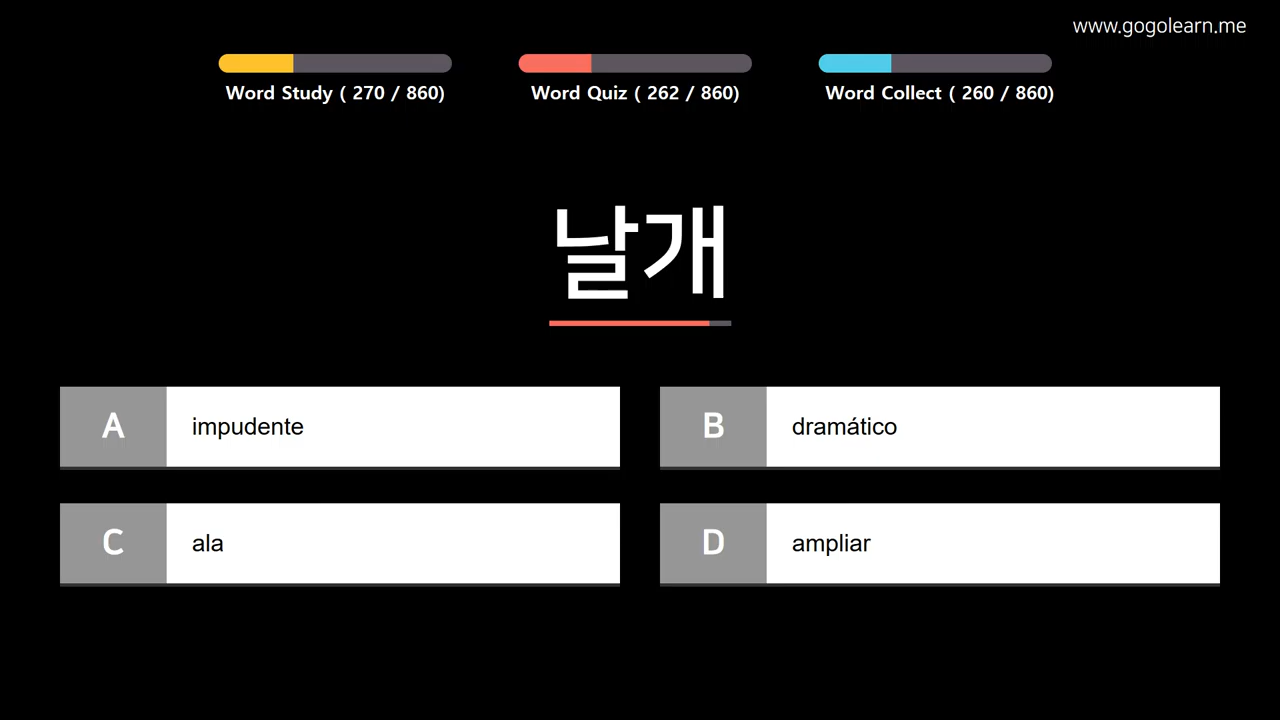 www.gogolearn.me
Word Study ( 270 / 860)
Word Quiz ( 262 / 860)
Word Collect ( 260 / 860)
날개
A
impudente
B
dramático
C
ala
D
ampliar